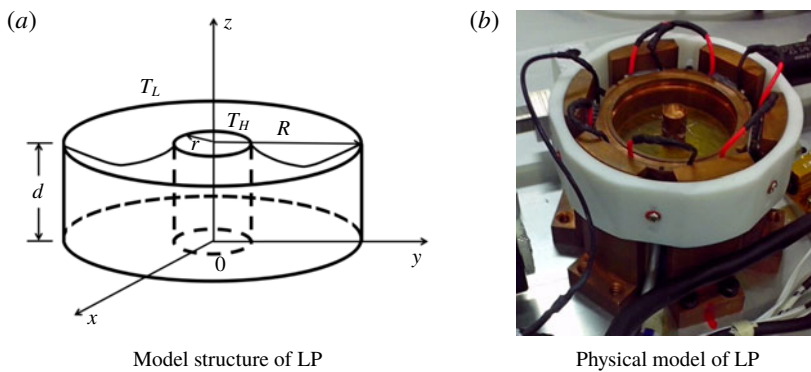 (a)
z
T_L
T_H
r
R
d
0
y
x
Model structure of LP
(b)
Physical model of LP